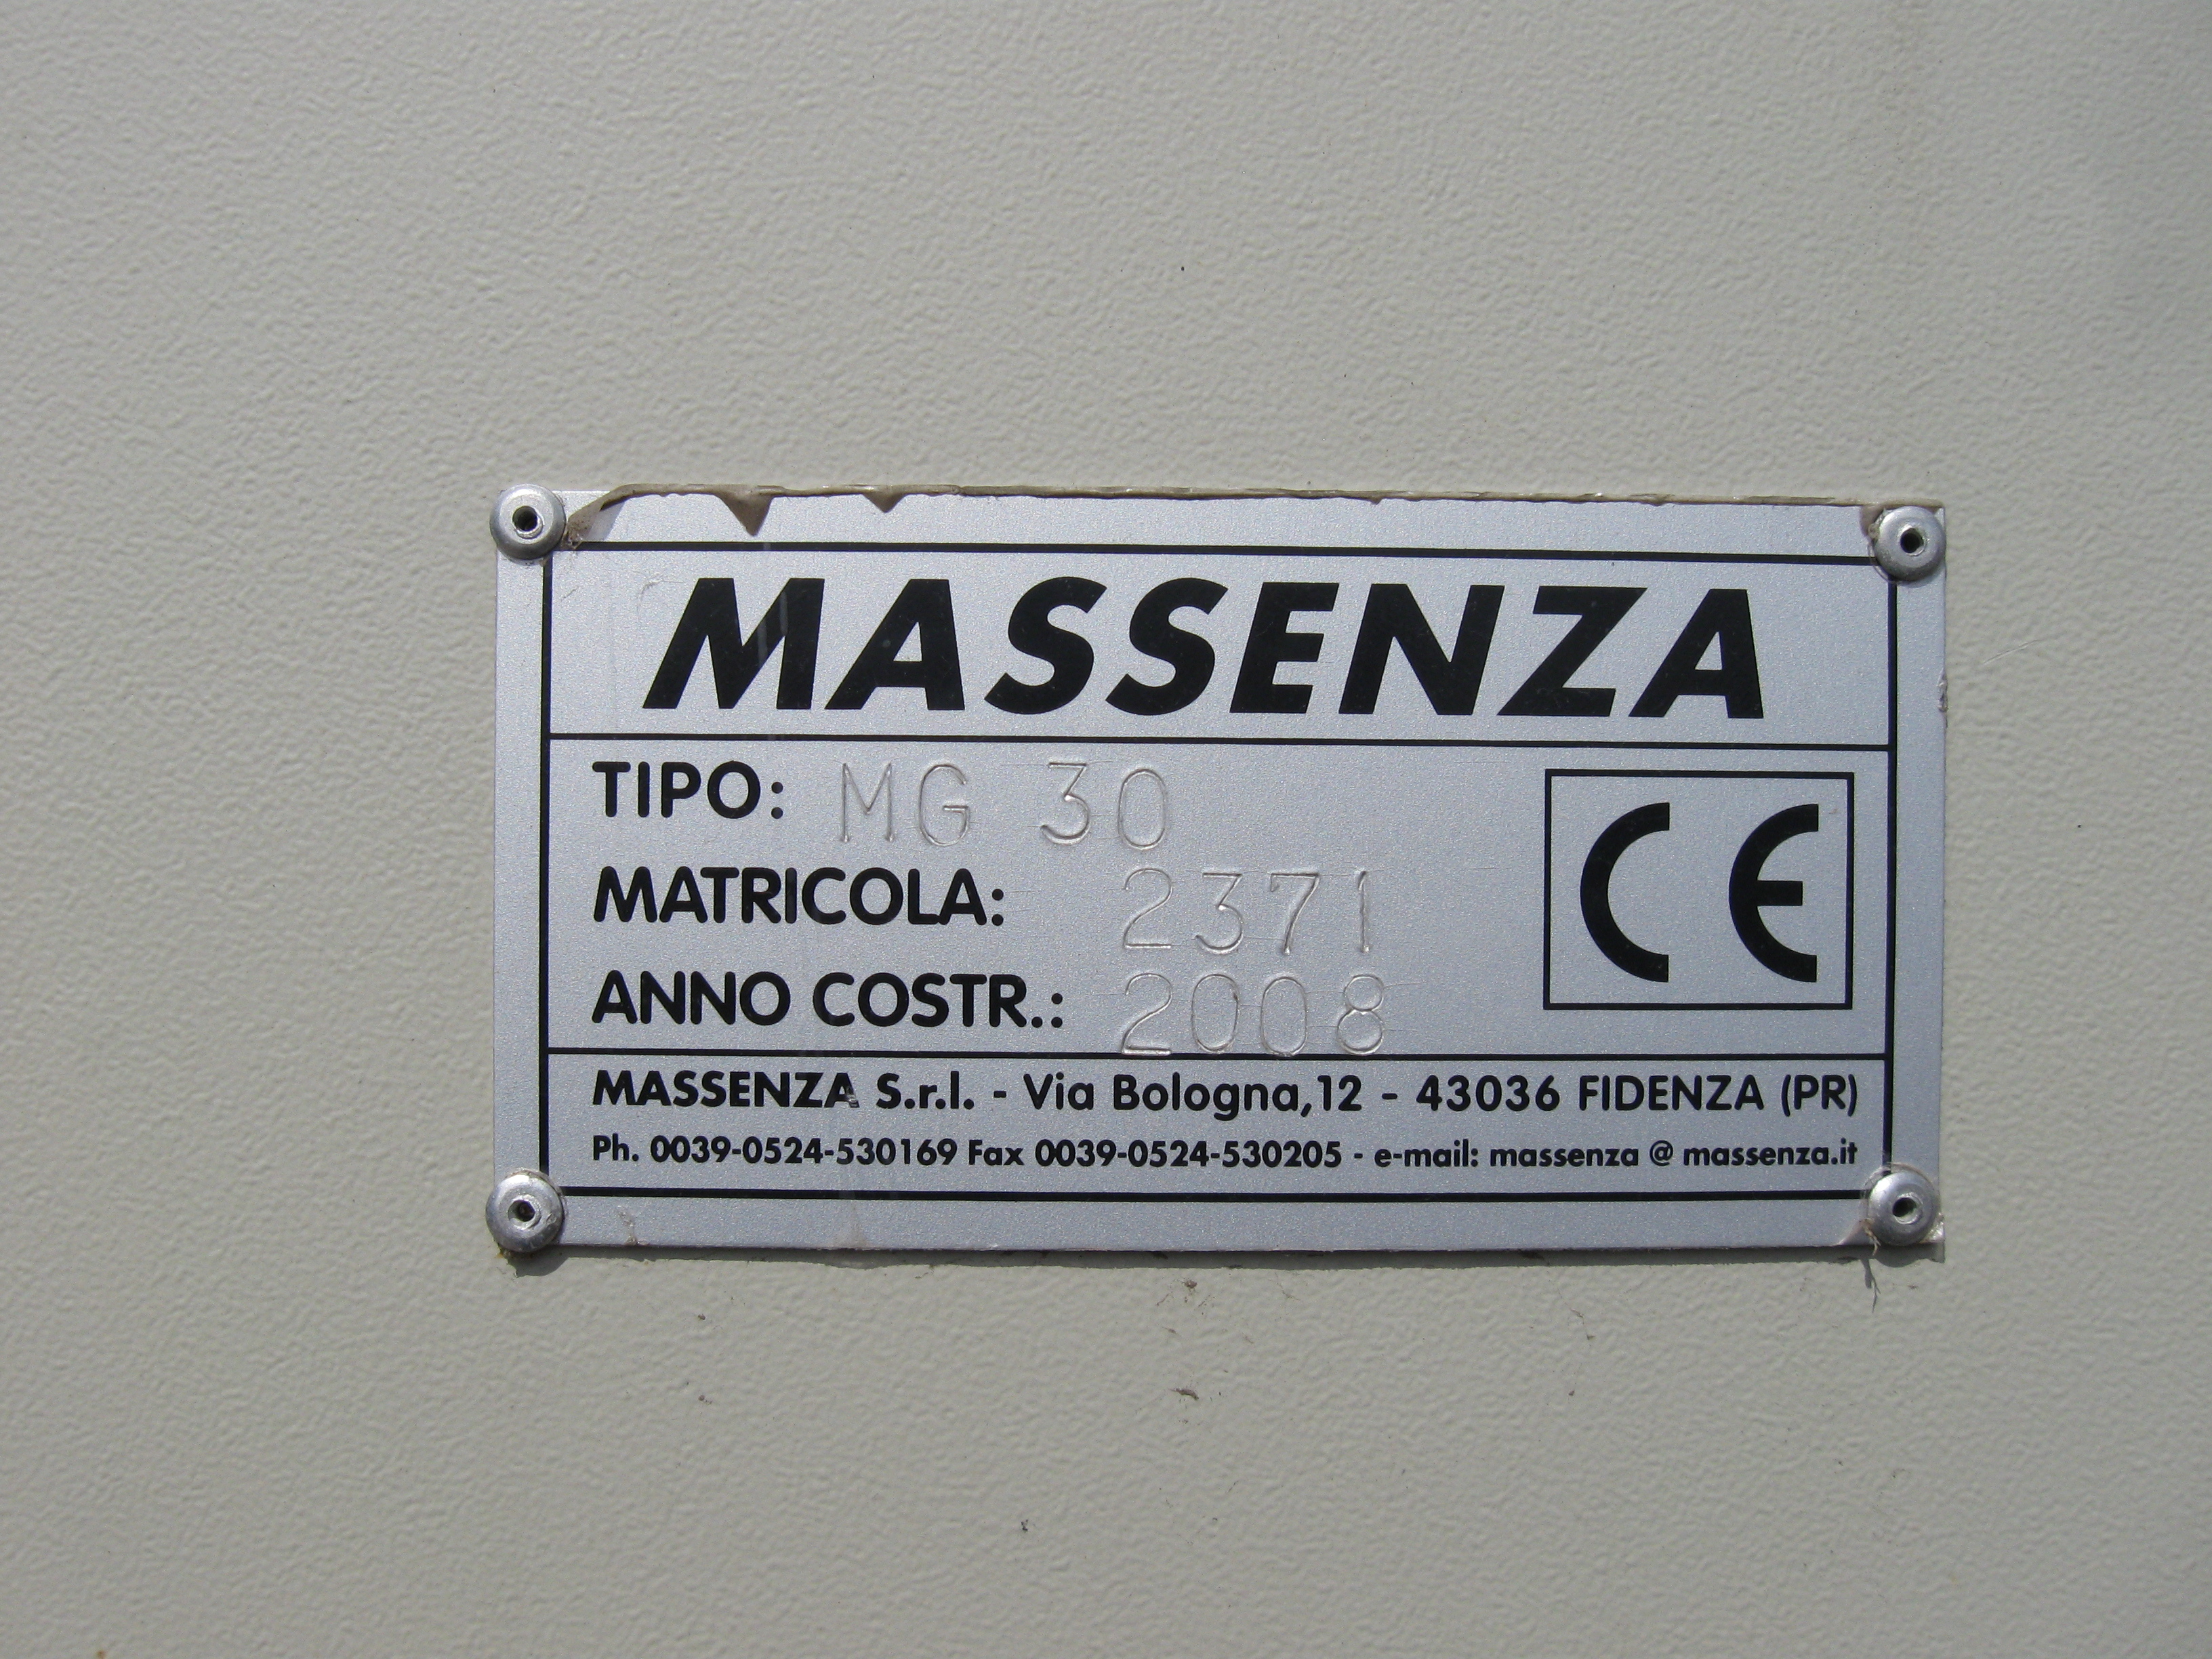 MASSENZA
TIPO: MG 30
MATRICOLA: 2371
ANNO COSTR.: 2008
CE
MASSENZA S.r.l. - Via Bologna,12 - 43036 FIDENZA (PR)
Ph. 0039-0524-530169 Fax 0039-0524-530205 - e-mail: massenza @ massenza.it